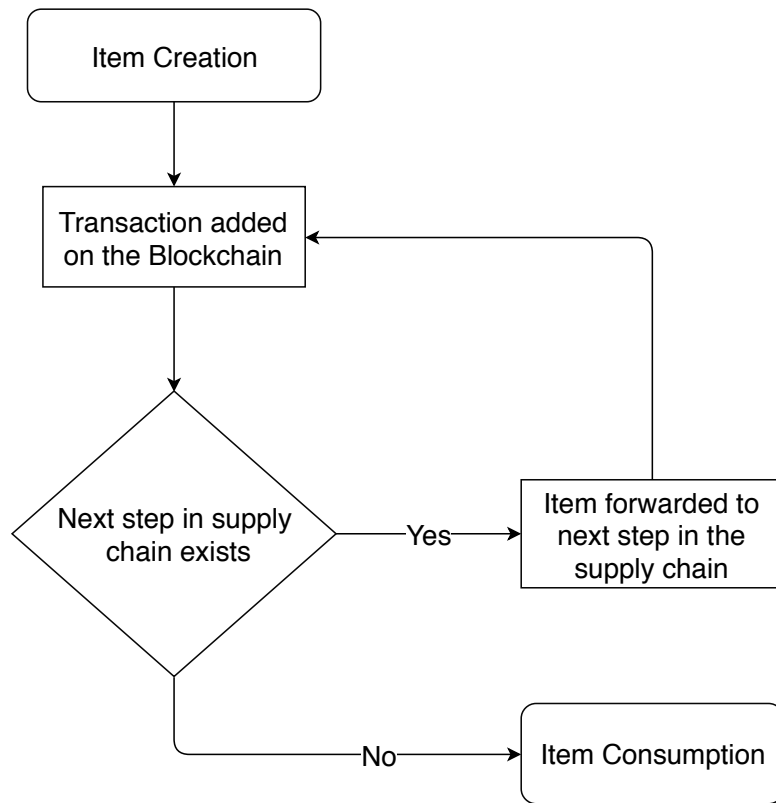 Item Creation
Transaction added
on the Blockchain
Next step in supply
chain exists
Yes
Item forwarded to
next step in the
supply chain
No
Item Consumption